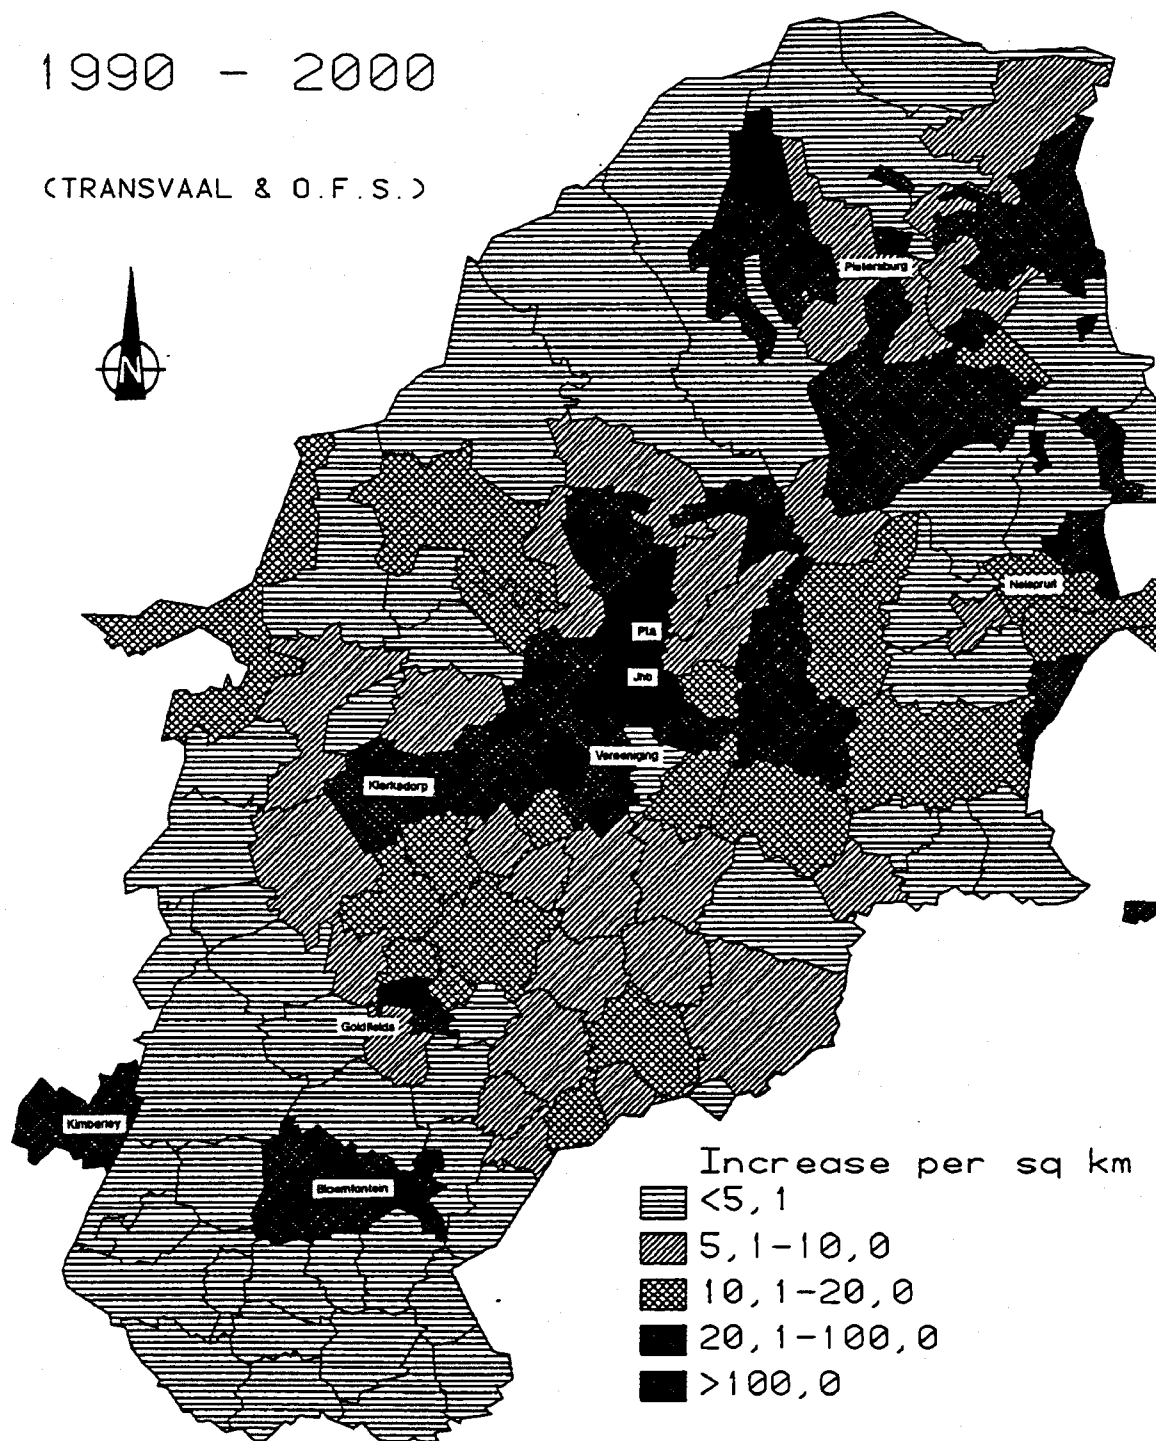 1990 - 2000
(TRANSVAAL & O.F.S.)
N
Pietersburg
Nelspruit
Pta
Jhb
Vereeniging
Klerksdorp
Goldfields
Kimberley
Bloemfontein
Increase per sq km
<5,1
5,1-10,0
10,1-20,0
20,1-100,0
>100,0